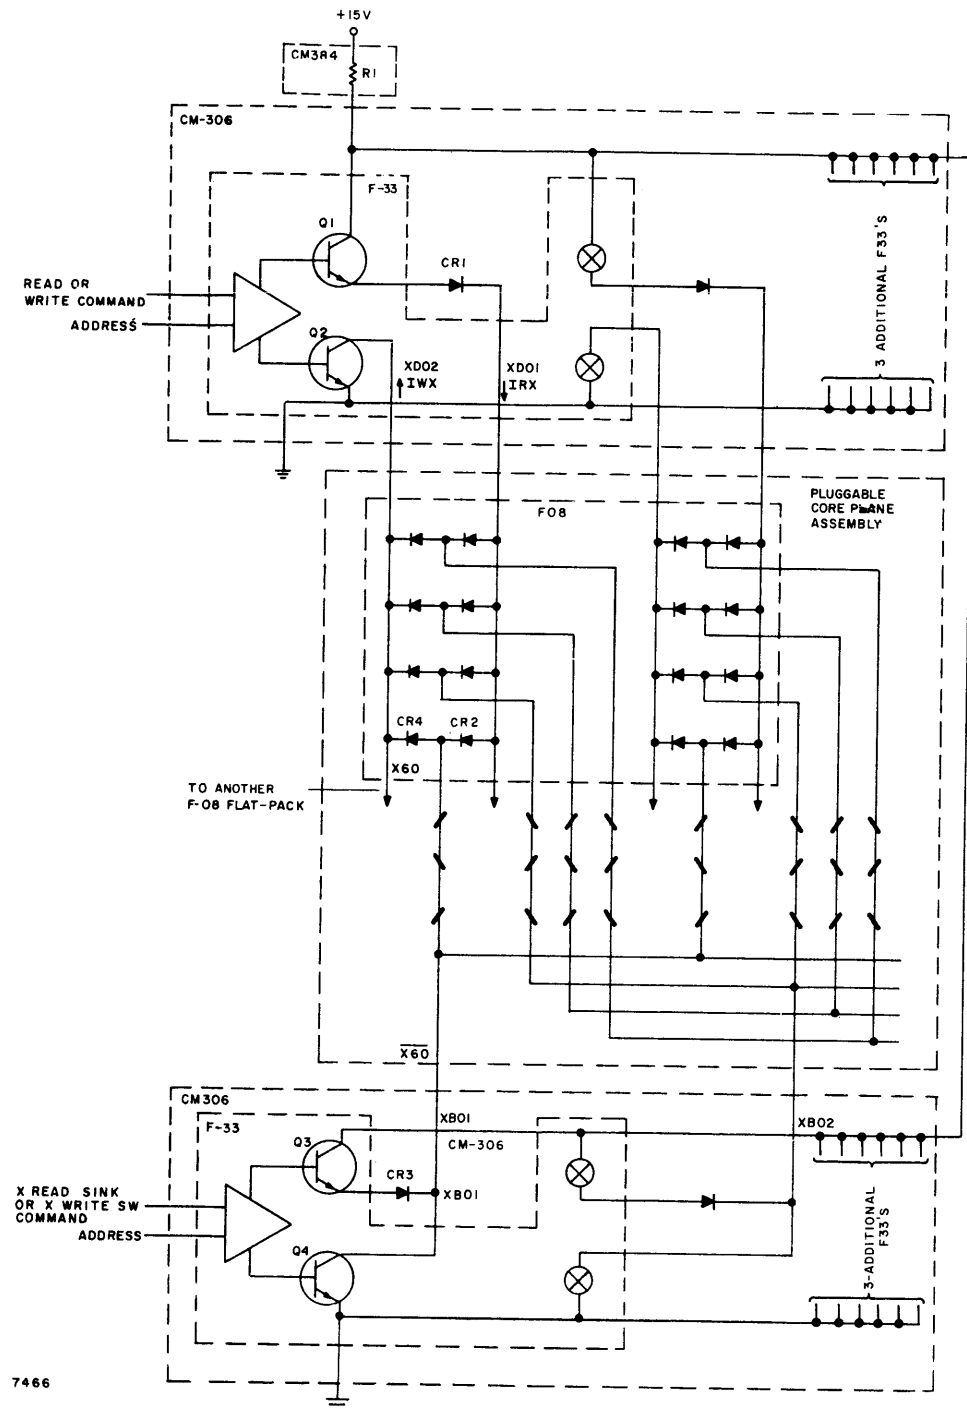 +15V
CM384
R1
CM-306
F-33
Q1
CR1
READ OR
WRITE COMMAND
ADDRESS
Q2
XD02
IWX
XD01
IRX
3 ADDITIONAL F33'S
PLUGGABLE
CORE PLANE
ASSEMBLY
F08
CR4
CR2
X60
TO ANOTHER
F-08 FLAT-PACK
X60
CM306
F-33
XB01
CM-306
XB02
Q3
CR3
XB01
X READ SINK
OR X WRITE SW
COMMAND
ADDRESS
Q4
3-ADDITIONAL
F33'S
7466